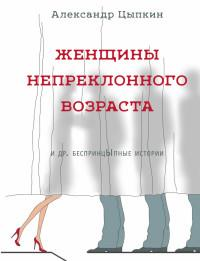 Александр Цыпкин
ЖЕНЩИНЫ
НЕПРЕКЛОННОГО
ВОЗРАСТА
и др. беспринцЫпные истории